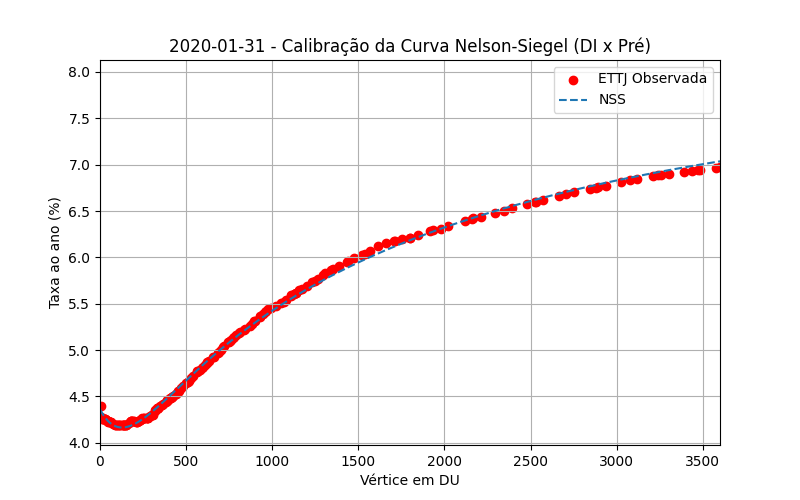 2020-01-31 - Calibração da Curva Nelson-Siegel (DI x Pré)
ETTJ Observada
NSS
Taxa ao ano (%)
8.0
7.5
7.0
6.5
6.0
5.5
5.0
4.5
4.0
0 500 1000 1500 2000 2500 3000 3500
Vértice em DU